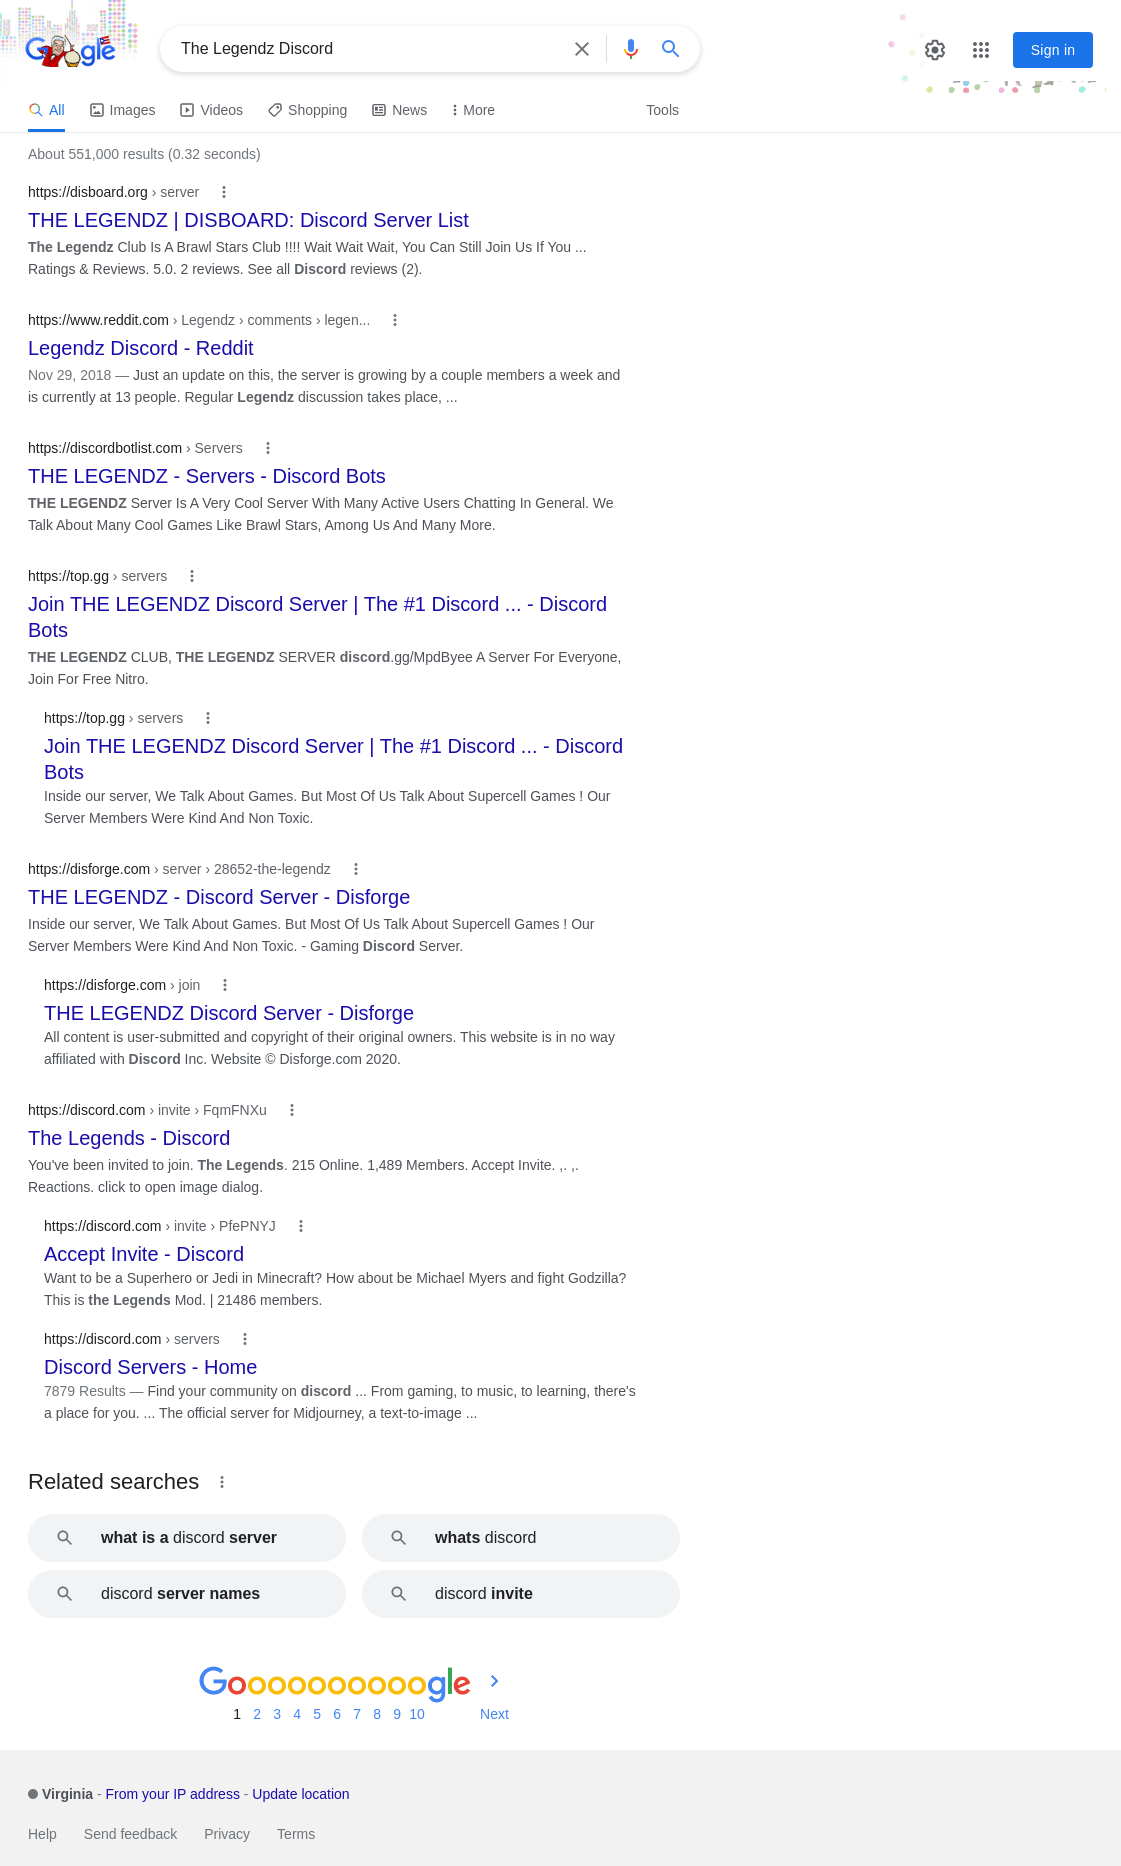 Google
The Legendz Discord
Sign in
All Images Videos Shopping News More Tools
About 551,000 results (0.32 seconds)
https://disboard.org › server
THE LEGENDZ | DISBOARD: Discord Server List
The Legendz Club Is A Brawl Stars Club !!!! Wait Wait Wait, You Can Still Join Us If You ...
Ratings & Reviews. 5.0. 2 reviews. See all Discord reviews (2).
https://www.reddit.com › Legendz › comments › legen...
Legendz Discord - Reddit
Nov 29, 2018 — Just an update on this, the server is growing by a couple members a week and
is currently at 13 people. Regular Legendz discussion takes place, ...
https://discordbotlist.com › Servers
THE LEGENDZ - Servers - Discord Bots
THE LEGENDZ Server Is A Very Cool Server With Many Active Users Chatting In General. We
Talk About Many Cool Games Like Brawl Stars, Among Us And Many More.
https://top.gg › servers
Join THE LEGENDZ Discord Server | The #1 Discord ... - Discord
Bots
THE LEGENDZ CLUB, THE LEGENDZ SERVER discord.gg/MpdByee A Server For Everyone,
Join For Free Nitro.
https://top.gg › servers
Join THE LEGENDZ Discord Server | The #1 Discord ... - Discord
Bots
Inside our server, We Talk About Games. But Most Of Us Talk About Supercell Games ! Our
Server Members Were Kind And Non Toxic.
https://disforge.com › server › 28652-the-legendz
THE LEGENDZ - Discord Server - Disforge
Inside our server, We Talk About Games. But Most Of Us Talk About Supercell Games ! Our
Server Members Were Kind And Non Toxic. - Gaming Discord Server.
https://disforge.com › join
THE LEGENDZ Discord Server - Disforge
All content is user-submitted and copyright of their original owners. This website is in no way
affiliated with Discord Inc. Website © Disforge.com 2020.
https://discord.com › invite › FqmFNXu
The Legends - Discord
You've been invited to join. The Legends. 215 Online. 1,489 Members. Accept Invite. ,. ,.
Reactions. click to open image dialog.
https://discord.com › invite › PfePNYJ
Accept Invite - Discord
Want to be a Superhero or Jedi in Minecraft? How about be Michael Myers and fight Godzilla?
This is the Legends Mod. | 21486 members.
https://discord.com › servers
Discord Servers - Home
7879 Results — Find your community on discord ... From gaming, to music, to learning, there's
a place for you. ... The official server for Midjourney, a text-to-image ...
Related searches
what is a discord server
whats discord
discord server names
discord invite
Goooooooooogle
1 2 3 4 5 6 7 8 9 10 Next
Virginia - From your IP address - Update location
Help Send feedback Privacy Terms